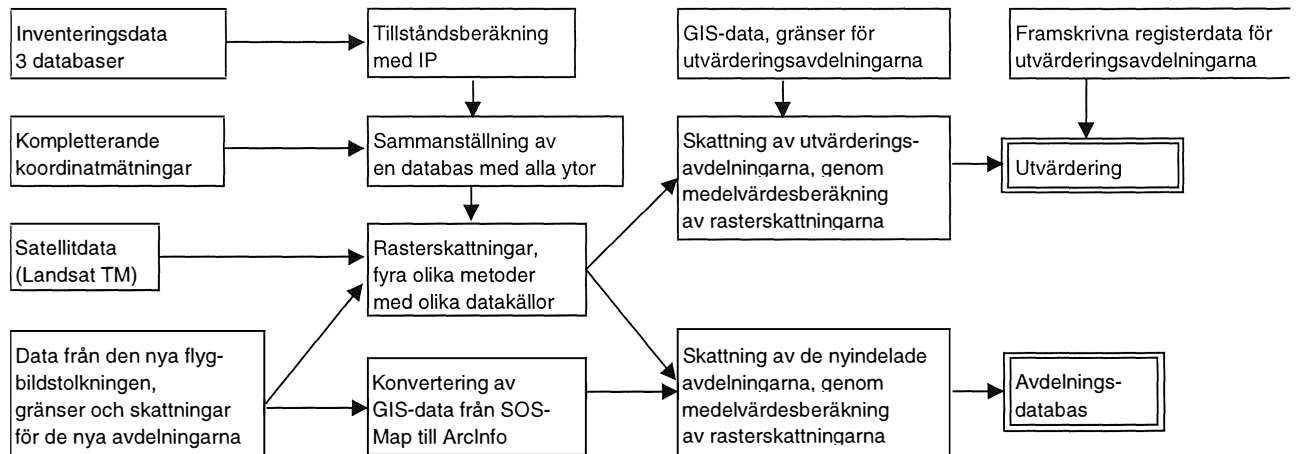 Inventeringsdata
3 databaser
Tillståndsberäkning
med IP
GIS-data, gränser för
utvärderingsavdelningarna
Framskrivna registerdata för
utvärderingsavdelningarna
Kompletterande
koordinatmätningar
Sammanställning av
en databas med alla ytor
Skattning av utvärderings-
avdelningarna, genom
medelvärdesberäkning
av rasterskattningarna
Utvärdering
Satellitdata
(Landsat TM)
Rasterskattningar,
fyra olika metoder
med olika datakällor
Data från den nya flyg-
bildstolkningen,
gränser och skattningar
för de nya avdelningarna
Konvertering av
GIS-data från SOS-
Map till ArcInfo
Skattning av de nyindelade
avdelningarna, genom
medelvärdesberäkning
av rasterskattningarna
Avdelnings-
databas